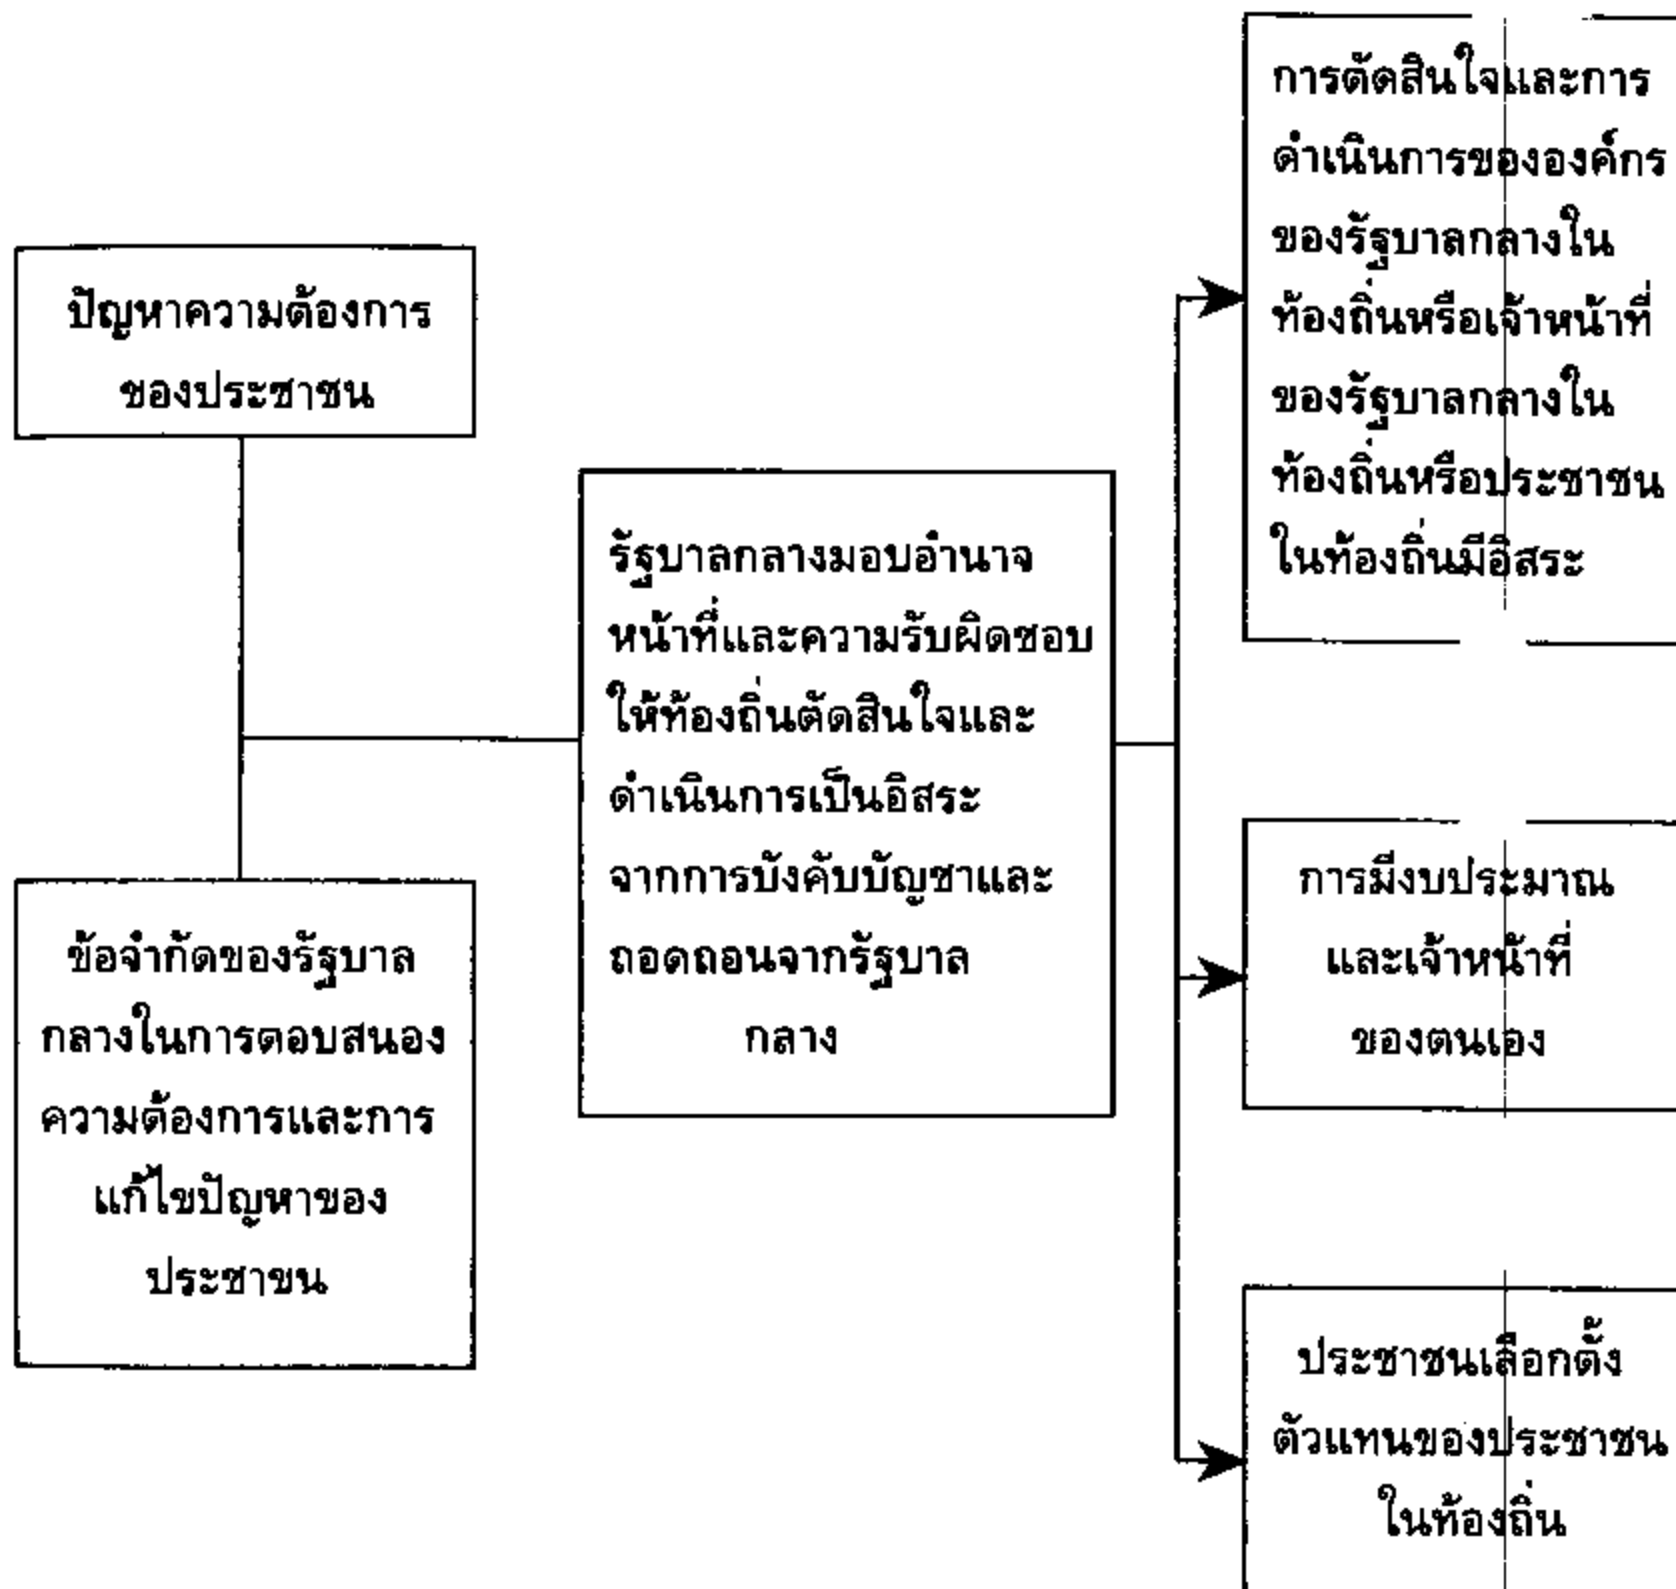 ปัญหาความต้องการ
ของประชาชน
ข้อจำกัดของรัฐบาล
กลางในการตอบสนอง
ความต้องการและการ
แก้ไขปัญหาของ
ประชาขน
รัฐบาลกลางมอบอำนาจ
หน้าที่และความรับผิดชอบ
ให้ท้องถิ่นตัดสินใจและ
ดำเนินการเป็นอิสระ
จากการบังคับบัญชาและ
ถอดถอนจากรัฐบาล
กลาง
การตัดสินใจและการ
ดำเนินการขององค์กร
ของรัฐบาลกลางใน
ท้องถิ่นหรือเจ้าหน้าที่
ของรัฐบาลกลางใน
ท้องถิ่นหรือประชาชน
ในท้องถิ่นมีอิสระ
การมีงบประมาณ
และเจ้าหน้าที่
ของตนเอง
ประชาชนเลือกตั้ง
ตัวแทนของประชาชน
ในท้องถิ่น